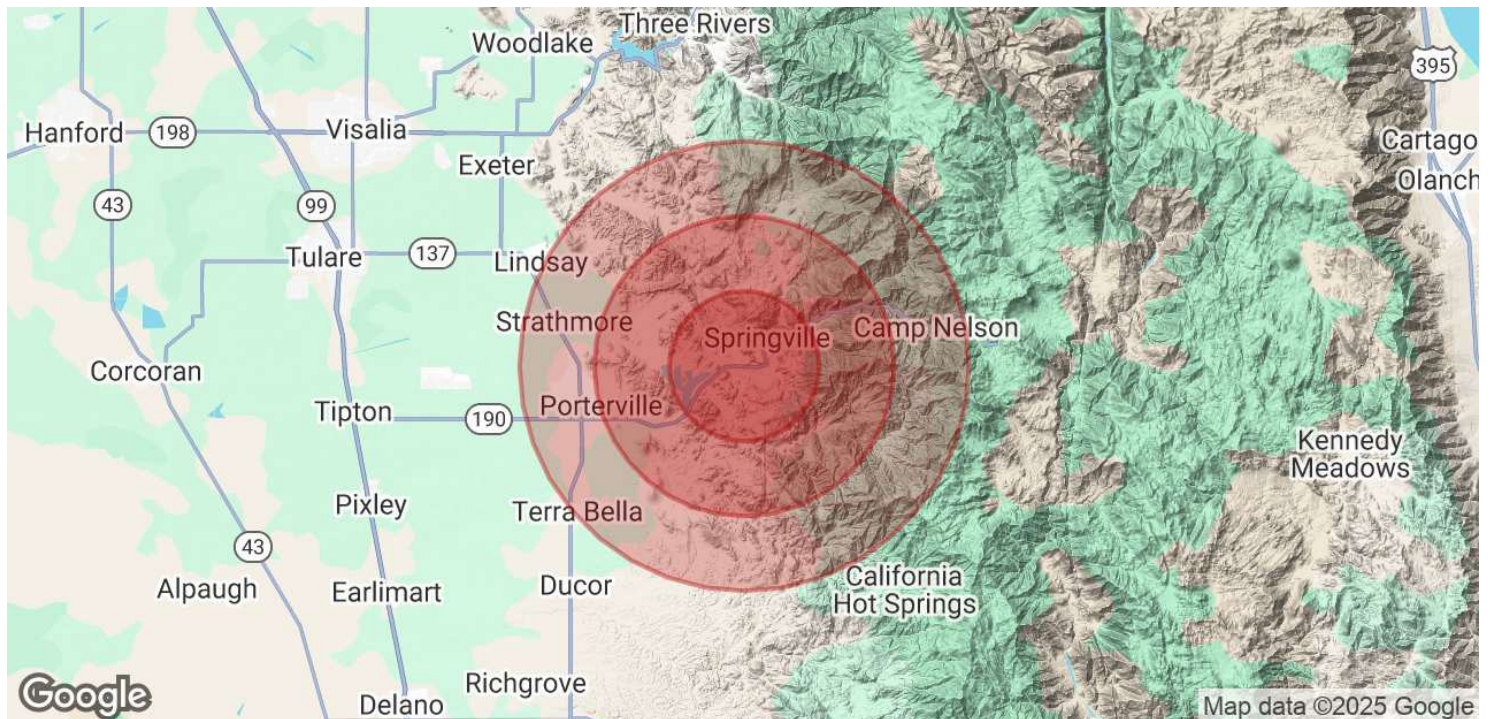 Three Rivers
Woodlake
395
Hanford
198
Visalia
Cartago
Exeter
Olanch
43
99
137
Tulare
Lindsay
Strathmore
Springville
Camp Nelson
Corcoran
Tipton
190
Porterville
Kennedy
Meadows
Pixley
Terra Bella
43
Alpaugh
Earlimart
Ducor
California
Hot Springs
Richgrove
Delano
Google
Map data ©2025 Google